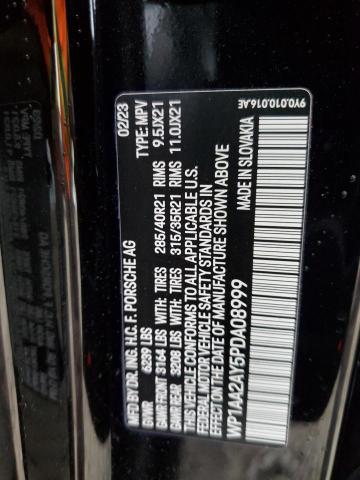 MFD BY DR. ING. H.C. F. PORSCHE AG 02/23
GVWR 6239 LBS TYPE: MPV
GAWR-FRONT 3164 LBS WITH: TIRES 285/40R21 RIMS 9.5JX21
GAWR-REAR 3208 LBS WITH: TIRES 315/35R21 RIMS 11.0JX21
THIS VEHICLE CONFORMS TO ALL APPLICABLE U.S.
FEDERAL MOTOR VEHICLE SAFETY STANDARDS IN
EFFECT ON THE DATE OF MANUFACTURE SHOWN ABOVE
WP1AA2AY5PDA08999
MADE IN SLOVAKIA
9Y0.010.016.AE